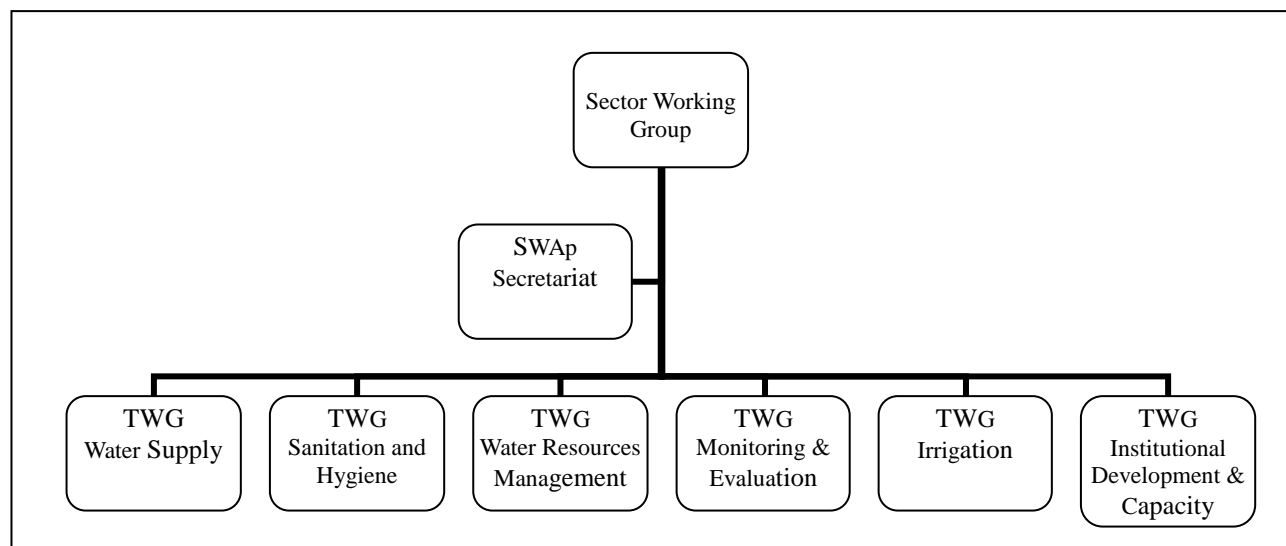 Sector Working
Group
SWAp
Secretariat
TWG
Water Supply
TWG
Sanitation and
Hygiene
TWG
Water Resources
Management
TWG
Monitoring &
Evaluation
TWG
Irrigation
TWG
Institutional
Development &
Capacity